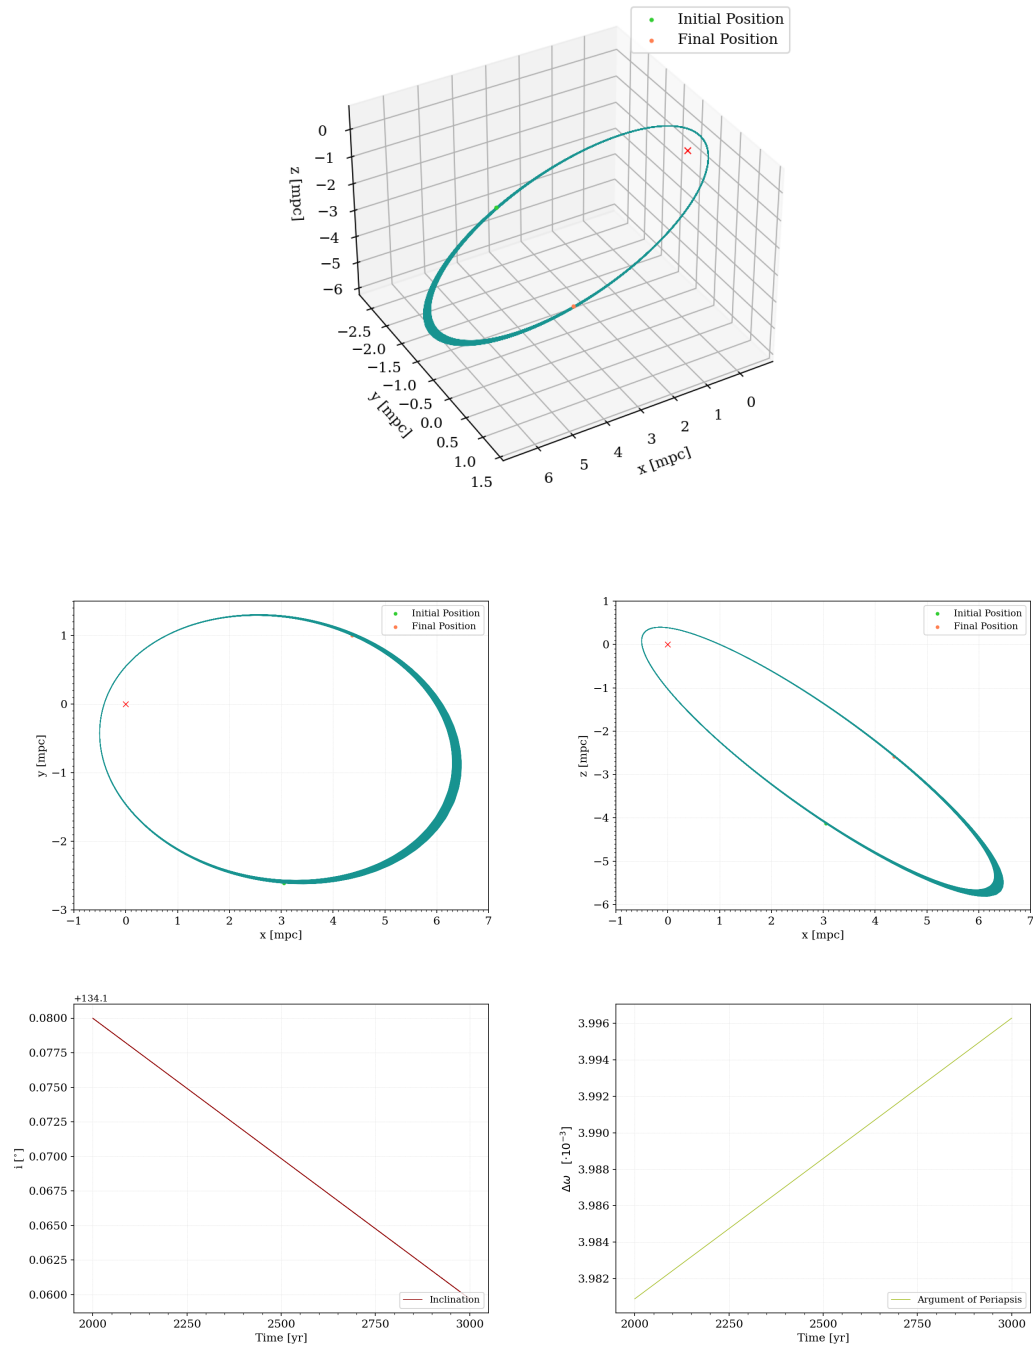 Initial Position
Final Position
0
−1
−2
−3
−4
−5
−6
z [mpc]
−2.5
−2.0
−1.5
−1.0
−0.5
0.0
0.5
1.0
1.5
y [mpc]
6
5
4
3
2
1
0
x [mpc]
Initial Position
Final Position
1
0
−1
−2
−3
y [mpc]
−1 0 1 2 3 4 5 6 7
x [mpc]
Initial Position
Final Position
1
0
−1
−2
−3
−4
−5
−6
z [mpc]
−1 0 1 2 3 4 5 6 7
x [mpc]
+134.1
0.0800
0.0775
0.0750
0.0725
0.0700
0.0675
0.0650
0.0625
0.0600
i [°]
Inclination
2000 2250 2500 2750 3000
Time [yr]
3.996
3.994
3.992
3.990
3.988
3.986
3.984
3.982
Δω [·10⁻³]
Argument of Periapsis
2000 2250 2500 2750 3000
Time [yr]